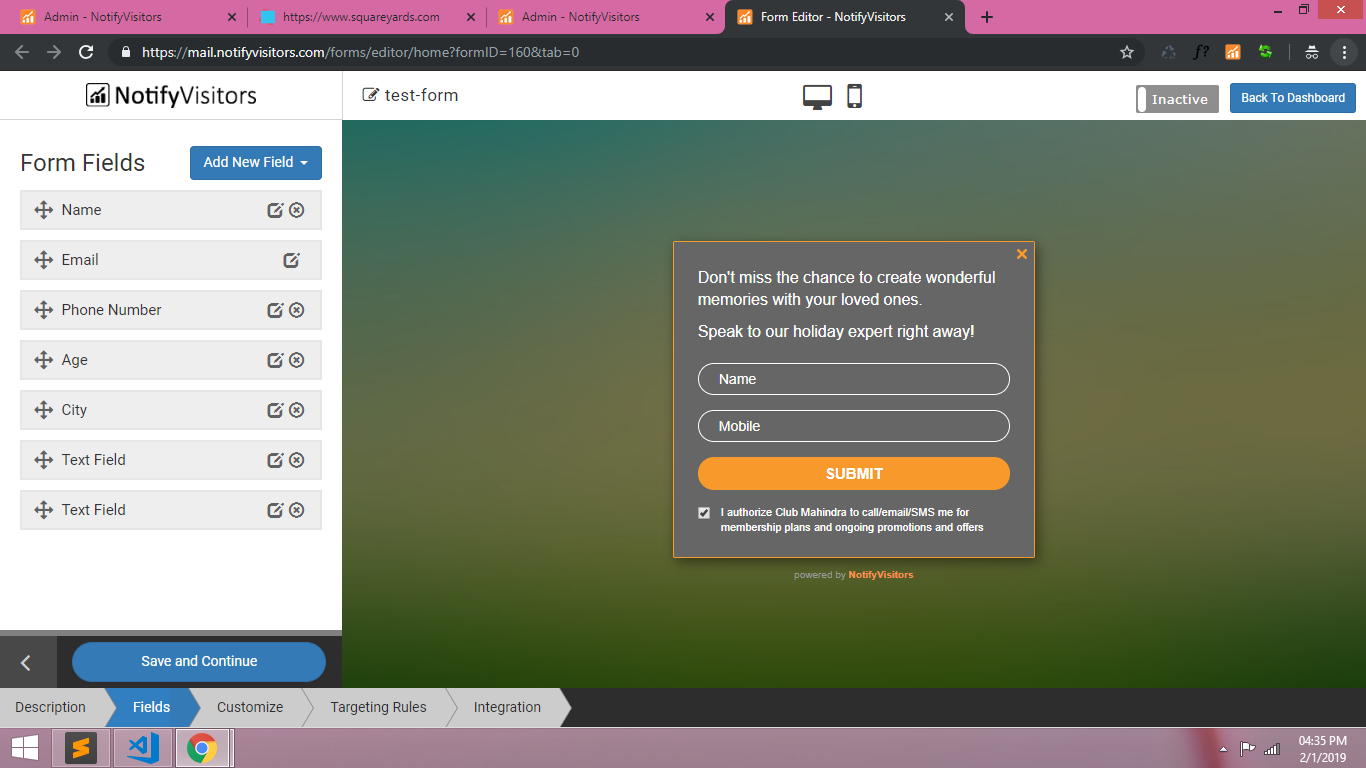 Admin - NotifyVisitors
https://www.squareyards.com
Admin - NotifyVisitors
Form Editor - NotifyVisitors
https://mail.notifyvisitors.com/forms/editor/home?formID=160&tab=0
f?
NotifyVisitors
test-form
Inactive
Back To Dashboard
Form Fields
Add New Field
Name
Email
Phone Number
Age
City
Text Field
Text Field
Don't miss the chance to create wonderful
memories with your loved ones.
Speak to our holiday expert right away!
Name
Mobile
SUBMIT
I authorize Club Mahindra to call/email/SMS me for
membership plans and ongoing promotions and offers
powered by NotifyVisitors
Save and Continue
Description
Fields
Customize
Targeting Rules
Integration
04:35 PM
2/1/2019